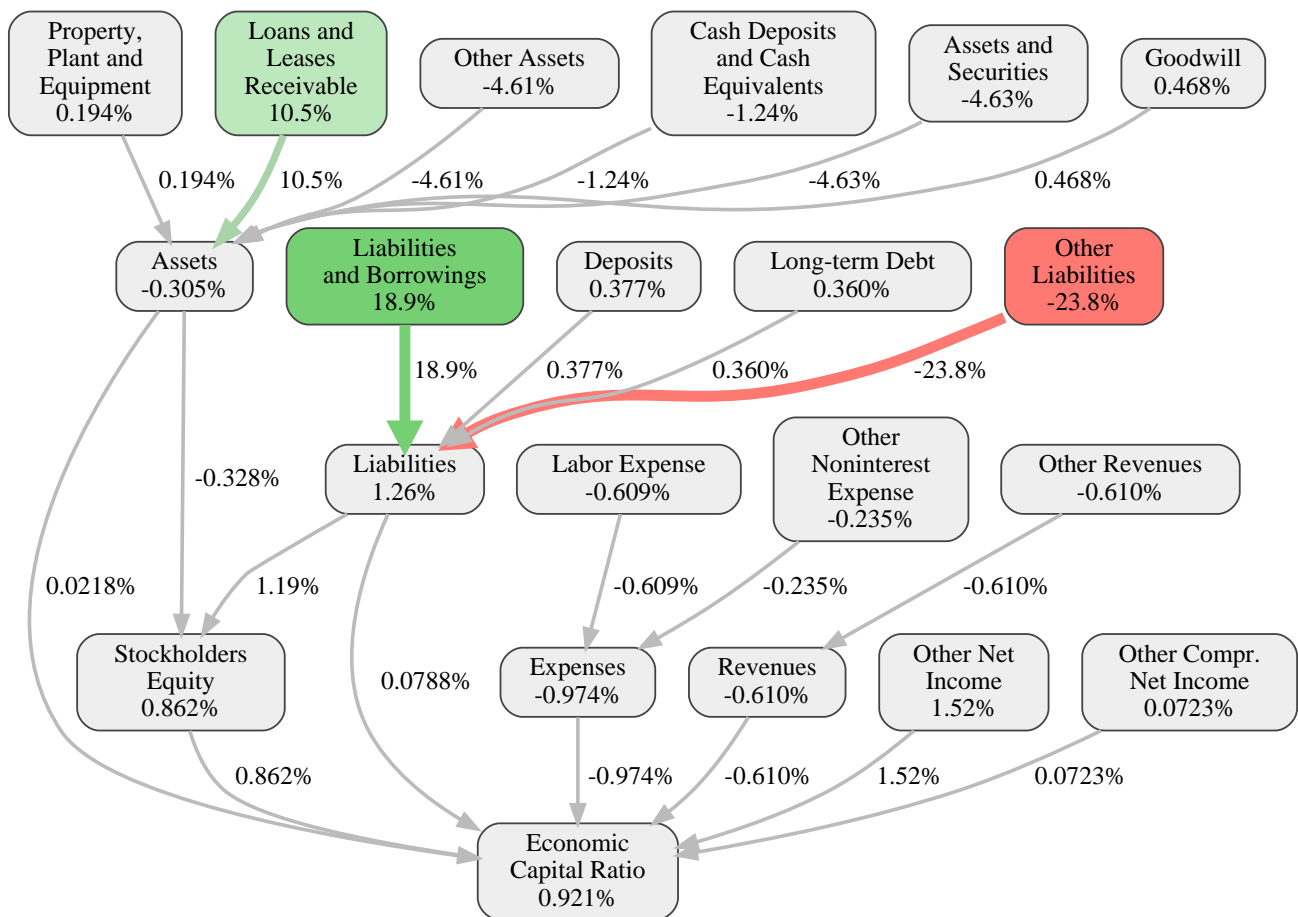 Property,
Plant and
Equipment
0.194%
Loans and
Leases
Receivable
10.5%
Other Assets
-4.61%
Cash Deposits
and Cash
Equivalents
-1.24%
Assets and
Securities
-4.63%
Goodwill
0.468%
0.194%
10.5%
-4.61%
-1.24%
-4.63%
0.468%
Assets
-0.305%
Liabilities
and Borrowings
18.9%
Deposits
0.377%
Long-term Debt
0.360%
Other
Liabilities
-23.8%
18.9%
0.377%
0.360%
-23.8%
-0.328%
Liabilities
1.26%
Labor Expense
-0.609%
Other
Noninterest
Expense
-0.235%
Other Revenues
-0.610%
0.0218%
1.19%
-0.609%
-0.235%
-0.610%
Stockholders
Equity
0.862%
0.0788%
Expenses
-0.974%
Revenues
-0.610%
Other Net
Income
1.52%
Other Compr.
Net Income
0.0723%
0.862%
-0.974%
-0.610%
1.52%
0.0723%
Economic
Capital Ratio
0.921%